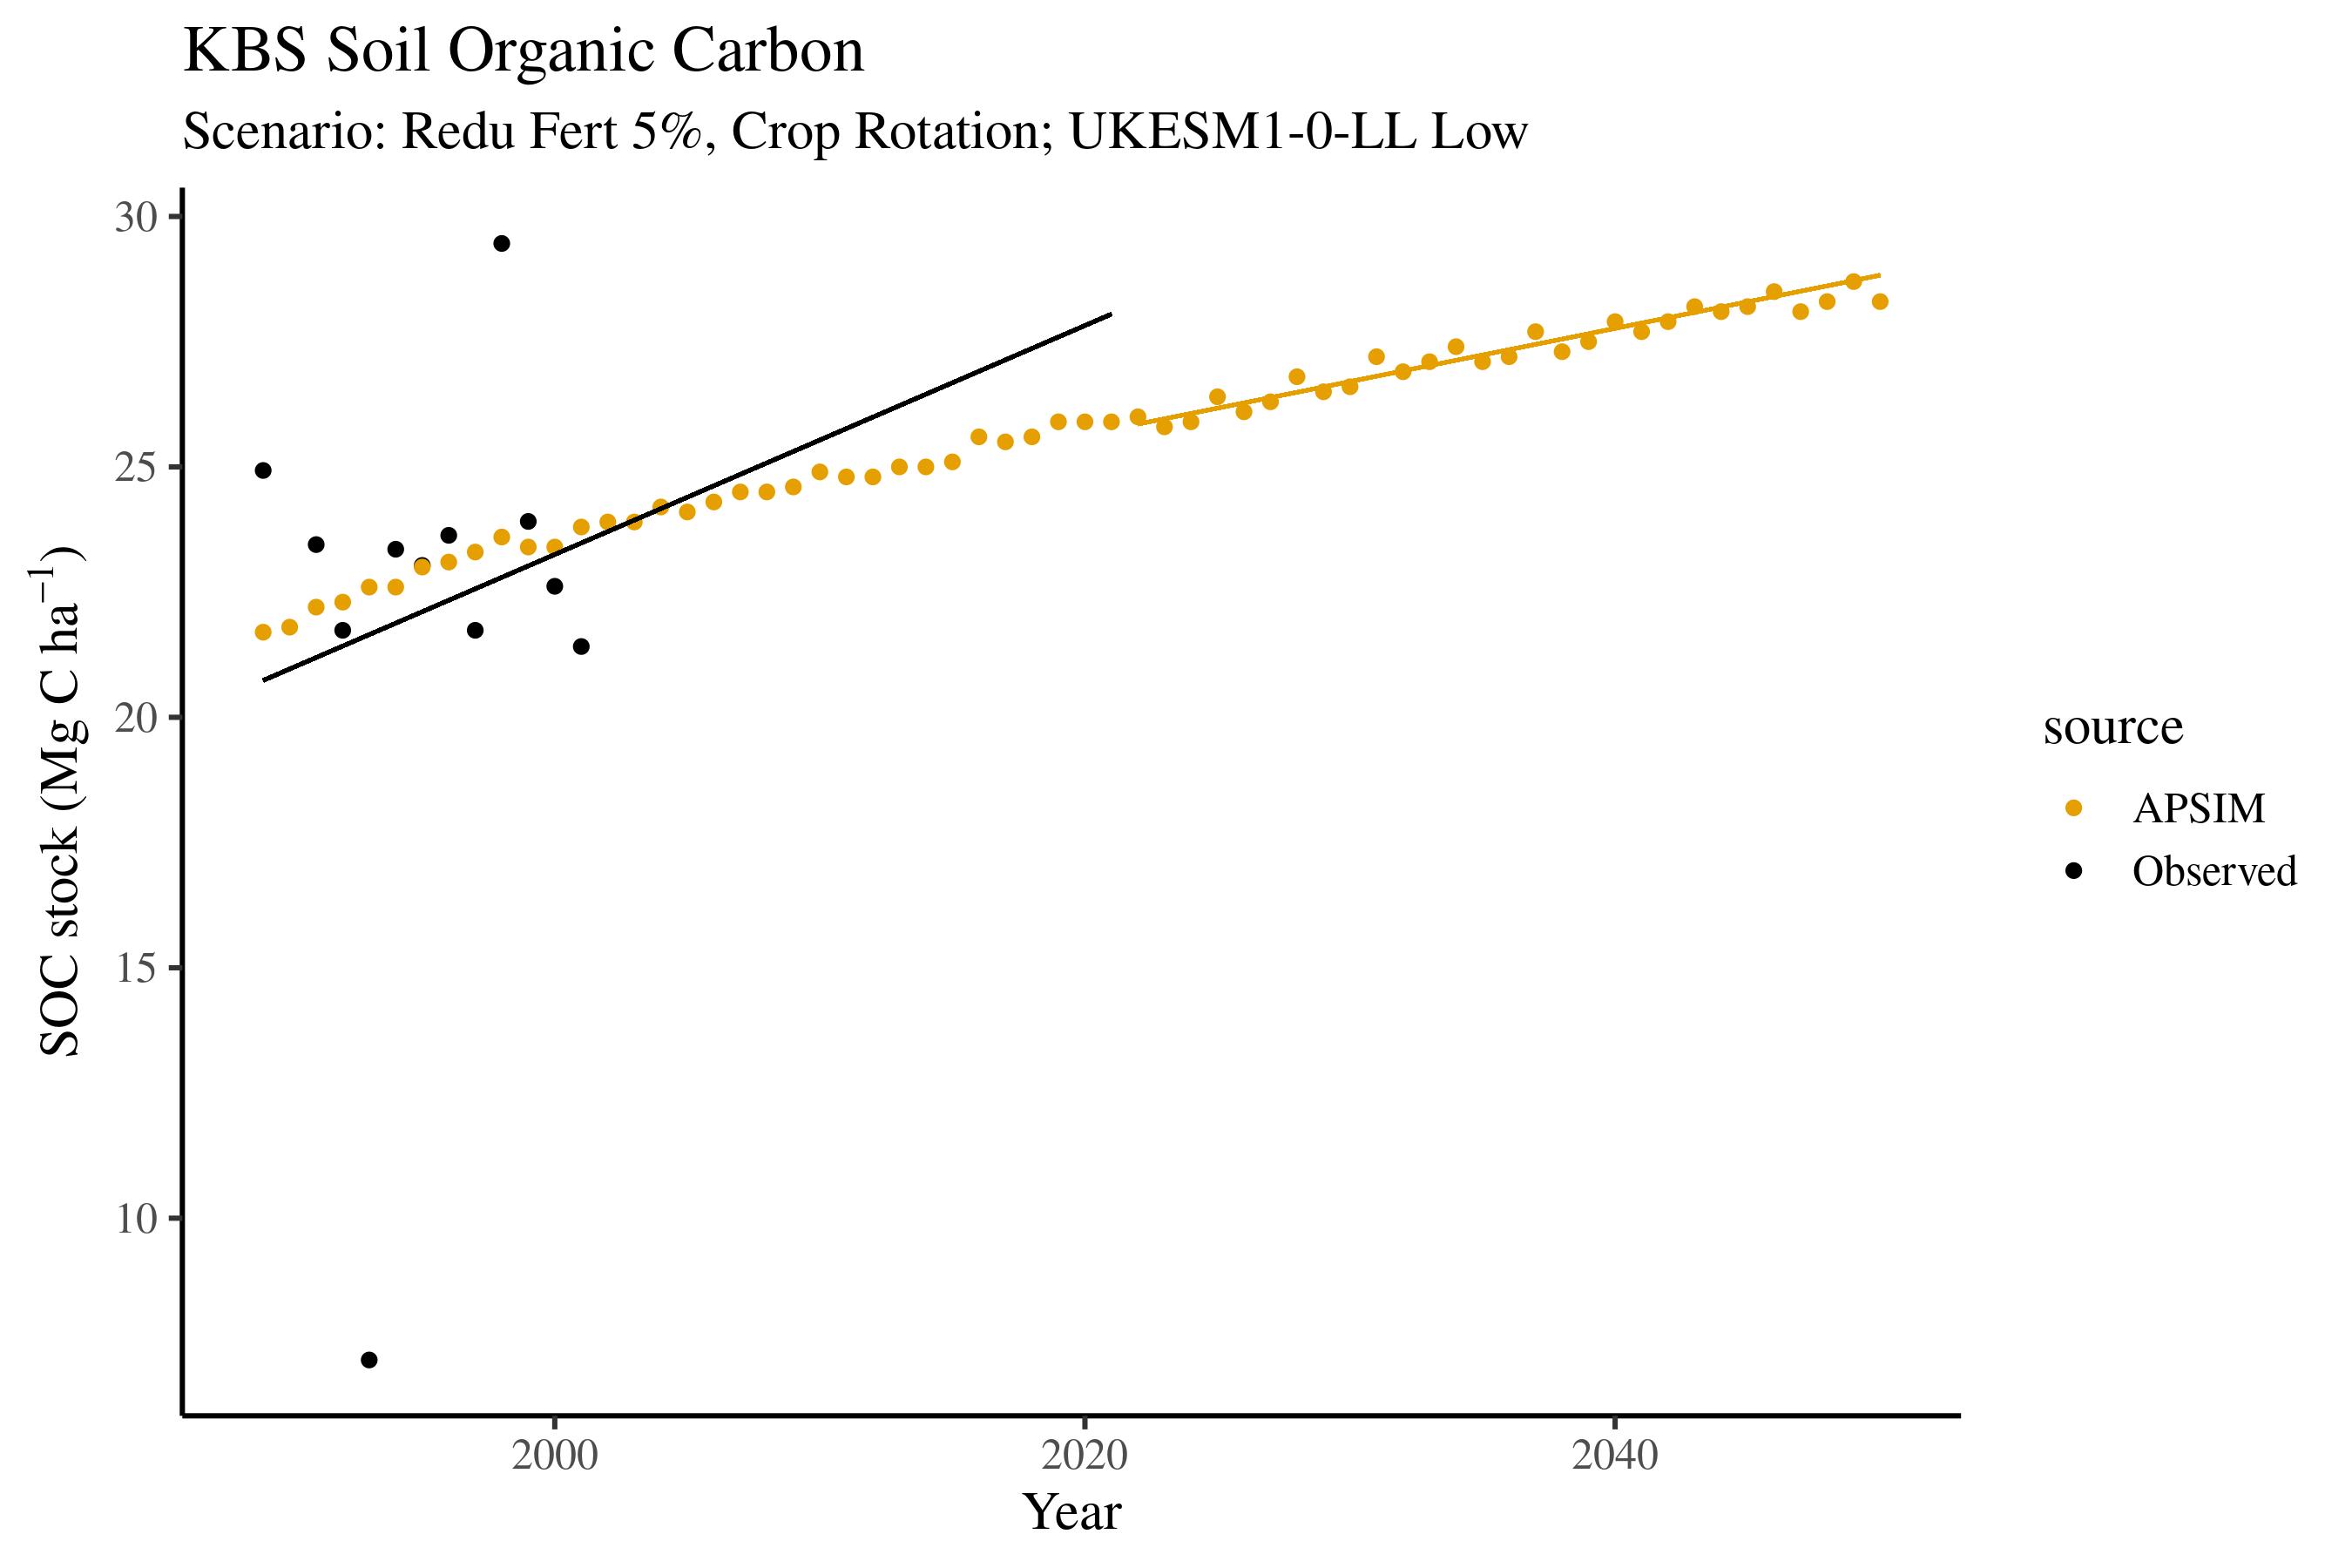 KBS Soil Organic Carbon
Scenario: Redu Fert 5%, Crop Rotation; UKESM1-0-LL Low
SOC stock (Mg C ha⁻¹)
30
25
20
15
10
2000
2020
2040
Year
source
APSIM
Observed